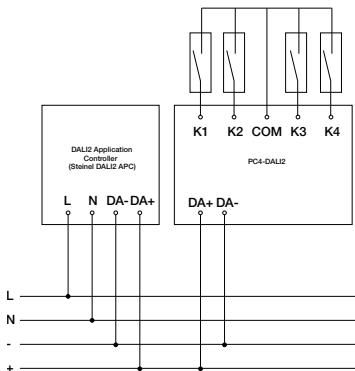 K1 K2 COM K3 K4
DALI2 Application
Controller
(Steinel DALI2 APC)
PC4-DALI2
L N DA- DA+
DA+ DA-
L
N
-
+